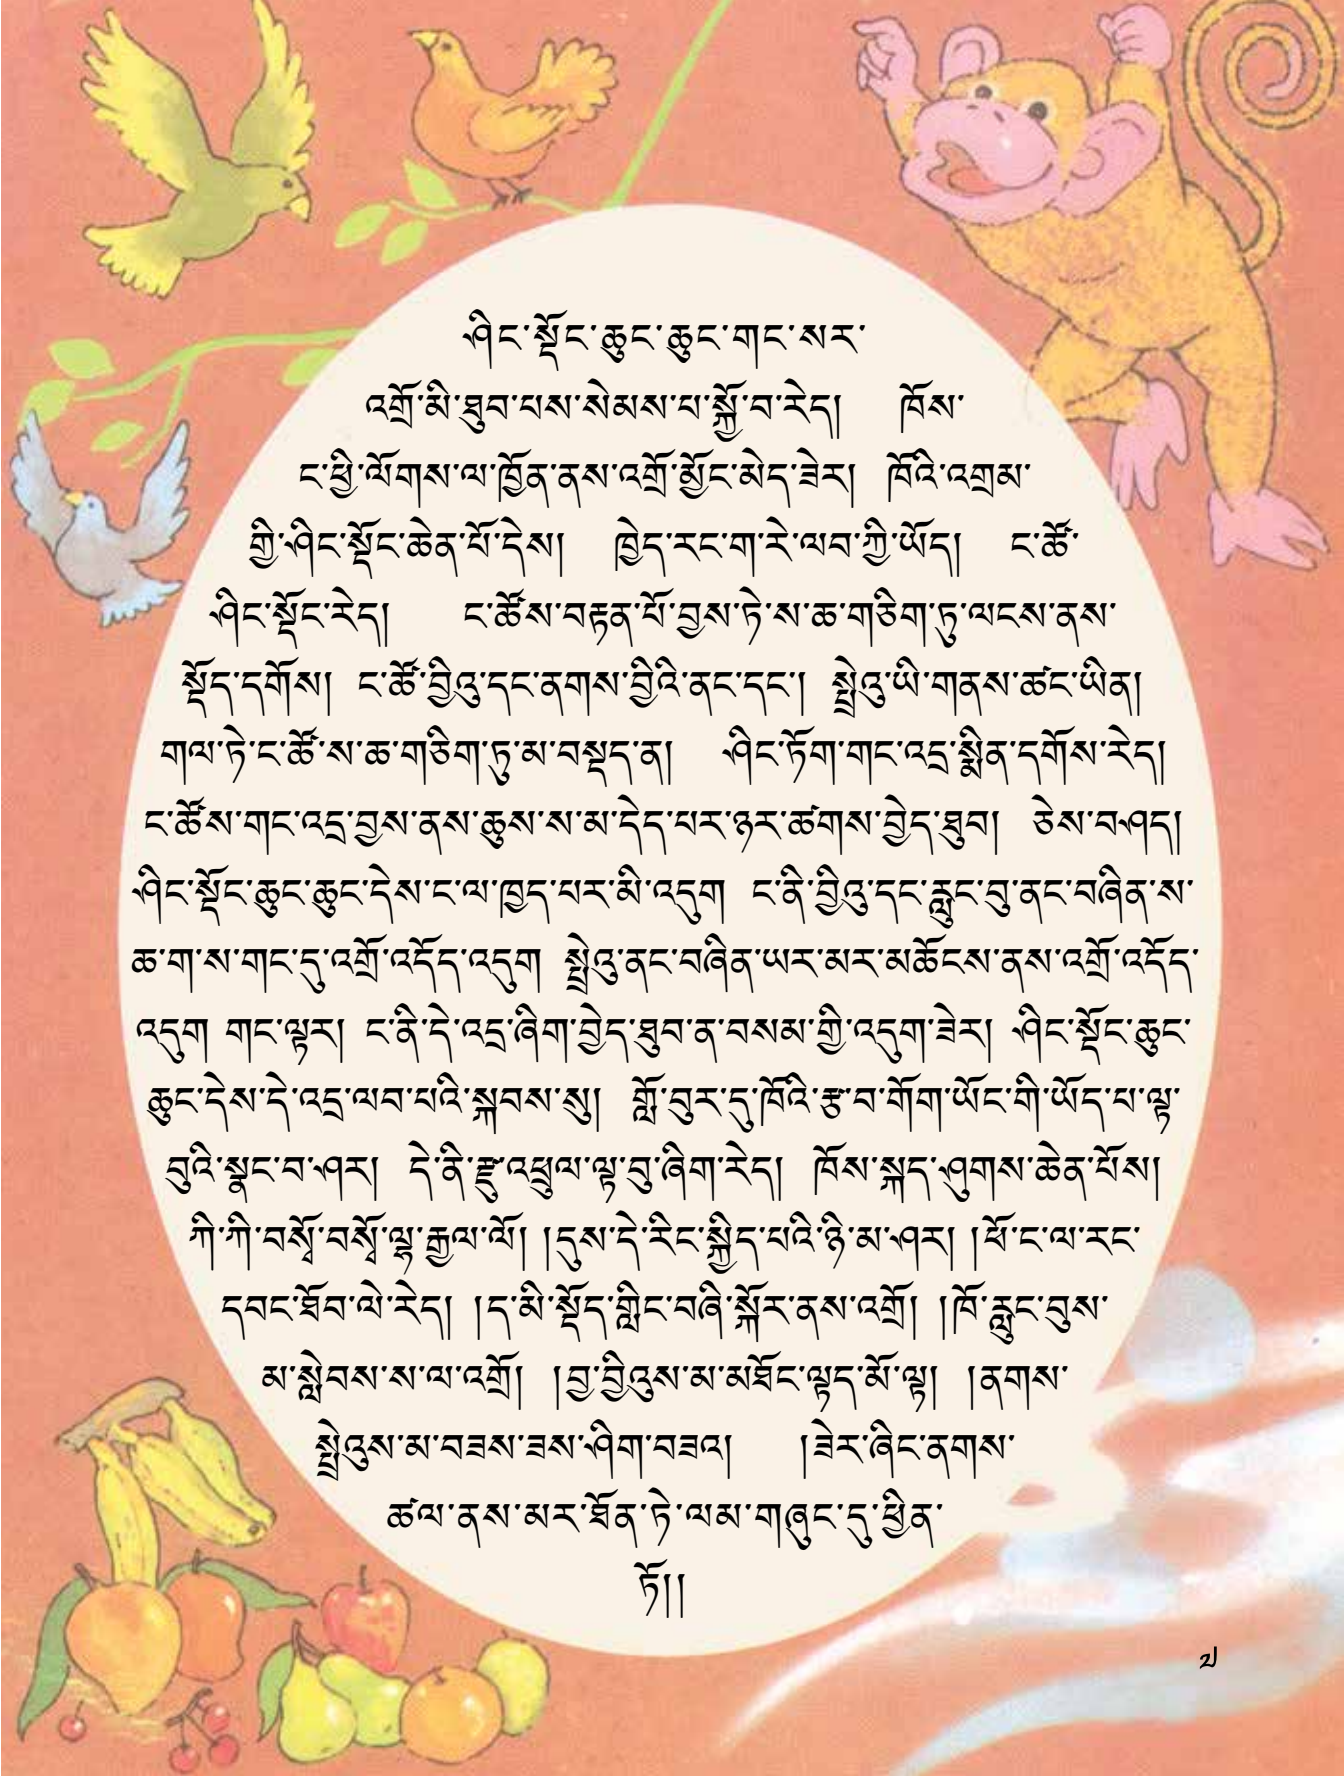 ཤིང་སྡོང་ཆུང་ཆུང་གང་སར་
འགྲོ་མི་ཐུབ་པས་སེམས་པ་སྐྱོ་བ་རེད། ཁོས་
ང་ཕྱི་ལོགས་ལ་ཁྱོན་ནས་འགྲོ་མྱོང་མེད་ཟེར། ཁོའི་འགྲམ་
གྱི་ཤིང་སྡོང་ཆེན་པོ་དེས། ཁྱེད་རང་ག་རེ་ལབ་ཀྱི་ཡོད། ང་ཚོ་
ཤིང་སྡོང་རེད། ང་ཚོས་བརྟན་པོ་བྱས་ཏེ་ས་ཆ་གཅིག་ཏུ་ལངས་ནས་
སྡོད་དགོས། ང་ཚོ་བྱིའུ་དང་ནགས་བྱིའི་ནང་དང་། སྤྲེའུ་ཡི་གནས་ཚང་ཡིན།
གལ་ཏེ་ང་ཚོ་ས་ཆ་གཅིག་ཏུ་མ་བསྡད་ན། ཤིང་ཏོག་གང་འདྲ་སྨིན་དགོས་རེད།
ང་ཚོས་གང་འདྲ་བྱས་ནས་ཆུས་ས་མ་དེད་པར་ཉར་ཚགས་བྱེད་ཐུབ། ཅེས་བཤད།
ཤིང་སྡོང་ཆུང་ཆུང་དེས་ང་ལ་ཁྱད་པར་མི་འདུག ང་ནི་བྱིའུ་དང་རླུང་བུ་ནང་བཞིན་ས་
ཆ་ག་ས་གང་དུ་འགྲོ་འདོད་འདུག སྤྲེའུ་ནང་བཞིན་ཡར་མར་མཆོངས་ནས་འགྲོ་འདོད་
འདུག གང་ལྟར། ང་ནི་དེ་འདྲ་ཞིག་བྱེད་ཐུབ་ན་བསམ་གྱི་འདུག་ཟེར། ཤིང་སྡོང་ཆུང་
ཆུང་དེས་དེ་འདྲ་ལབ་པའི་སྐབས་སུ། གློ་བུར་དུ་ཁོའི་རྩ་བ་གོག་ཡོང་གི་ཡོད་པ་ལྟ་
བུའི་སྣང་བ་ཤར། དེ་ནི་རྫུ་འཕྲུལ་ལྟ་བུ་ཞིག་རེད། ཁོས་སྐད་ཤུགས་ཆེན་པོས།
ཀི་ཀི་བསྭོ་བསྭོ་ལྷ་རྒྱལ་ལོ། །དུས་དེ་རིང་སྐྱིད་པའི་ཉི་མ་ཤར། །ཕོ་ང་ལ་རང་
དབང་ཐོབ་ལེ་རེད། །ད་མི་སྡོད་གླིང་བཞི་སྐོར་ནས་འགྲོ། །ཁོ་རླུང་བུས་
མ་སླེབས་ས་ལ་འགྲོ། །བྱ་བྱིའུས་མ་མཐོང་ལྟད་མོ་ལྟ། །ནགས་
སྤྲེའུས་མ་བཟས་ཟས་ཤིག་བཟའ། །ཟེར་ཞིང་ནགས་
ཚལ་ནས་མར་ཐོན་ཏེ་ལམ་གཞུང་དུ་ཕྱིན་
ཏོ།།
༧